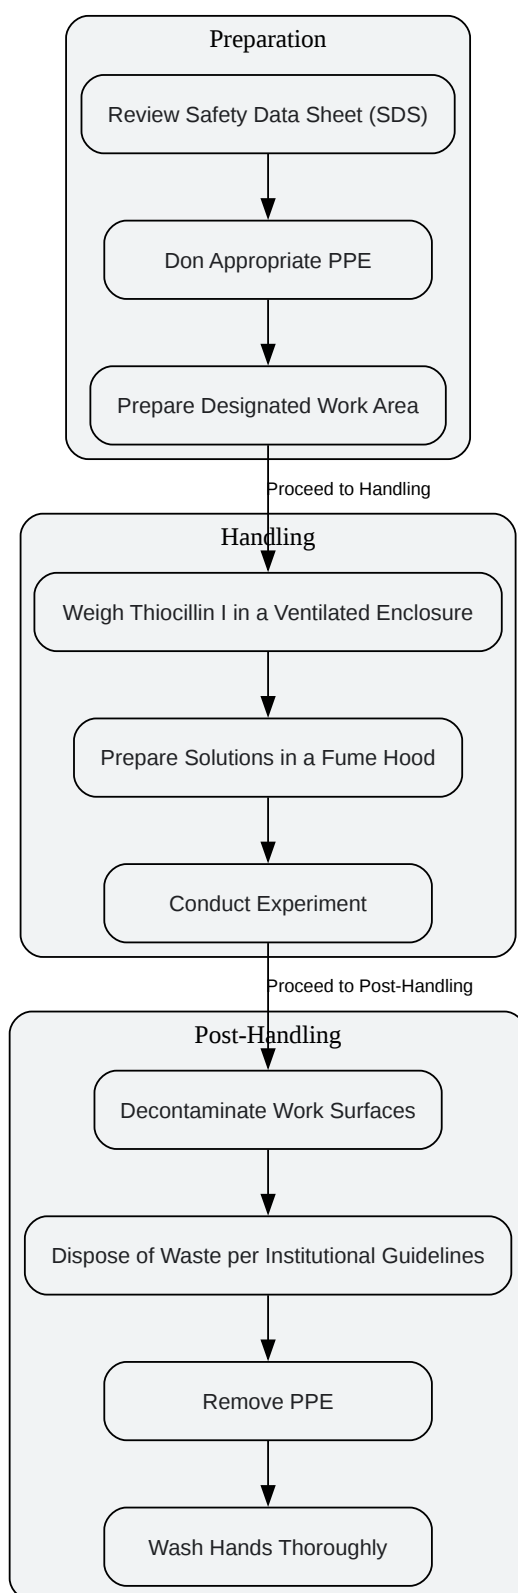 Preparation
Review Safety Data Sheet (SDS)
Don Appropriate PPE
Prepare Designated Work Area
Proceed to Handling
Handling
Weigh Thiocillin I in a Ventilated Enclosure
Prepare Solutions in a Fume Hood
Conduct Experiment
Proceed to Post-Handling
Post-Handling
Decontaminate Work Surfaces
Dispose of Waste per Institutional Guidelines
Remove PPE
Wash Hands Thoroughly